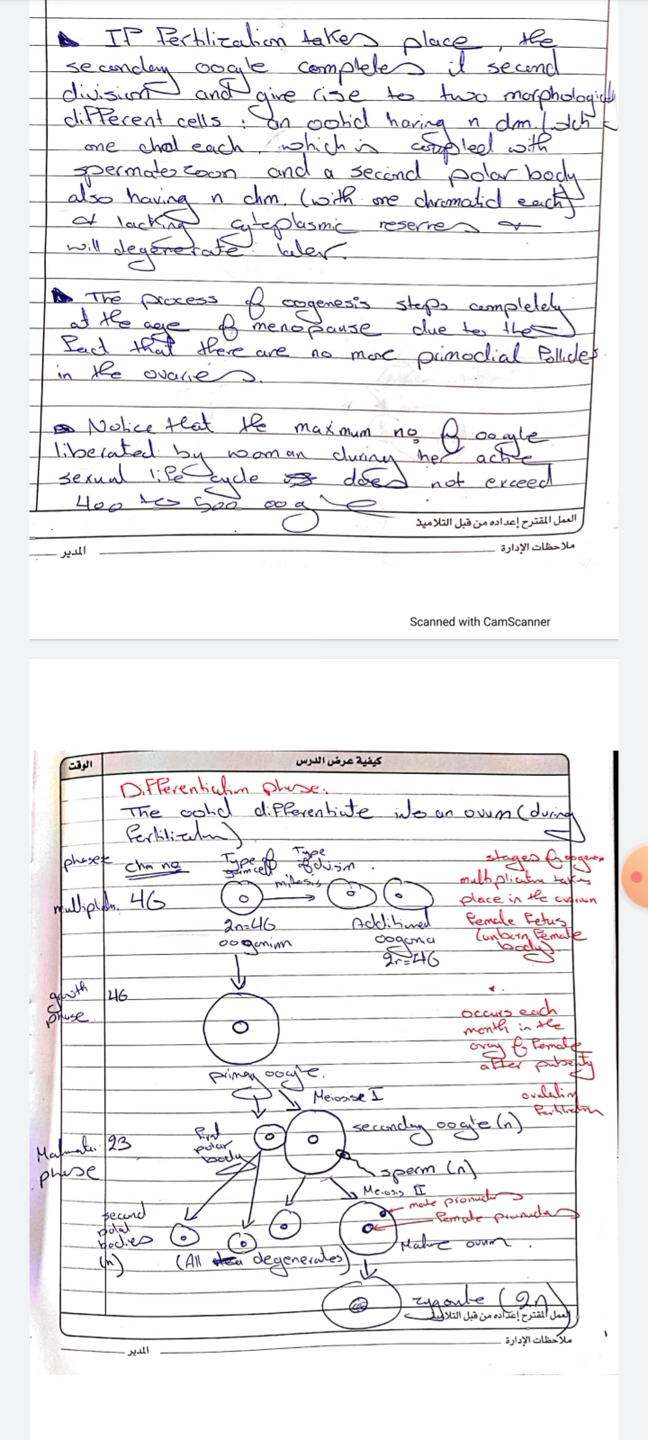 IP Fertilization takes place, the
secondary oocyte completes it second
division and give rise to two morphological
different cells: an ootid having n chm. (with
one chd each, which is coupled with
spermatozoon and a second polar body
also having n chm. (with one chromatid each)
& lacking cytoplasmic reserves
will degenerate later.
The process of oogenesis stops completely
at the age of menopause due to the
fact that there are no more primodial follicles
in the ovaries.
Notice that the maximum no of oocyte
liberated by woman during her active
sexual life cycle does not exceed
400 to 500 oocyte
العمل المقترح إعداده من قبل التلاميذ
ملاحظات الإدارة
المدير
Scanned with CamScanner
الوقت
كيفية عرض الدرس
Differentiation phase.
The ootid differentiate into an ovum (during
fertilization)
phases chm no Type of germ cell Type of division
stages of oogenesis
multiplication takes
place in the ovarian
female fetus
(unborn female
body)
multiplicat. 46
mitosis
2n=46
oogonium
Additional
oogonia
2n=46
growth
phase
46
occurs each
month in the
ovary of female
after puberty
primary oocyte.
Meiosise I
ovulation
Fertilization
Maturati. 23
phase
first
polar
body
secondary oocyte (n)
sperm (n)
Meiosis II
male pronucleus
female pronucleus
second
polar
bodies
(n)
(All degenerates)
Mature ovum.
zygote (2n)
العمل المقترح إعداده من قبل التلاميذ
ملاحظات الإدارة
المدير